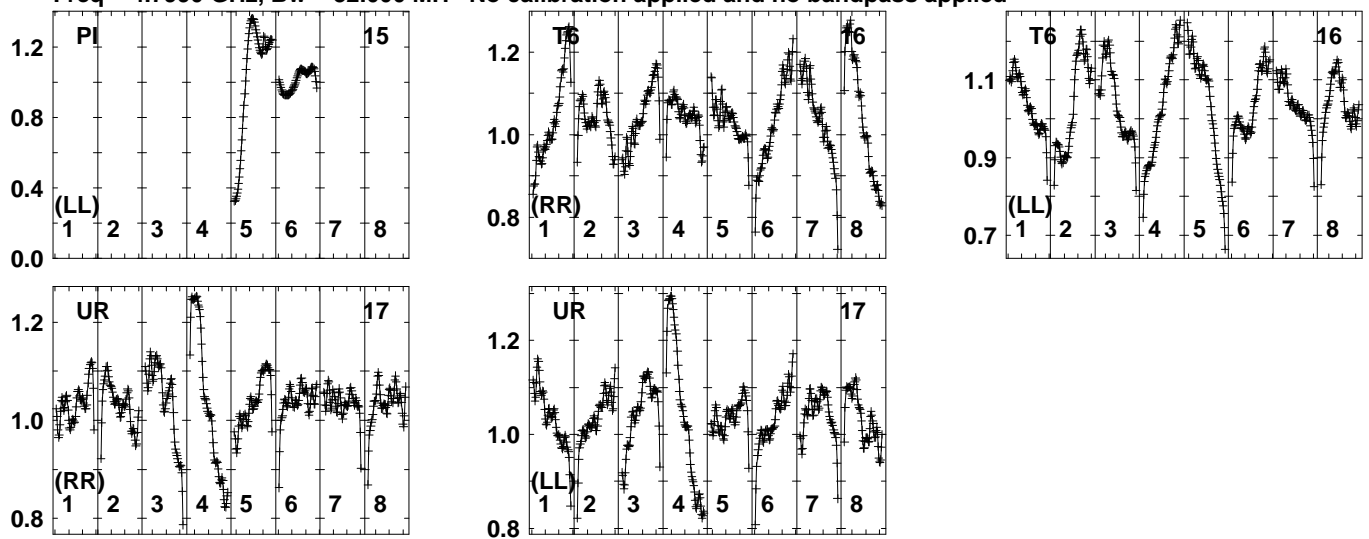 Freq GHz, No calibration applied and no bandpass applied
PI 15
1.2
0.8
0.4
0.0
(LL)
1 2 3 4 5 6 7 8
T6 16
1.2
1.0
0.8
(RR)
1 2 3 4 5 6 7 8
T6 16
1.1
0.9
0.7
(LL)
1 2 3 4 5 6 7 8
UR 17
1.2
1.0
0.8
(RR)
1 2 3 4 5 6 7 8
UR 17
1.2
1.0
0.8
(LL)
1 2 3 4 5 6 7 8